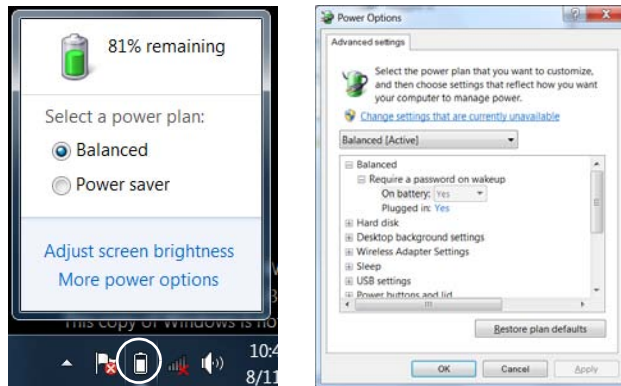 81% remaining
Select a power plan:
Balanced
Power saver
Adjust screen brightness
More power options
This copy of Windows is no
10:4
8/11
Power Options
Advanced settings
Select the power plan that you want to customize,
and then choose settings that reflect how you want
your computer to manage power.
Change settings that are currently unavailable
Balanced [Active]
Balanced
Require a password on wakeup
On battery: Yes
Plugged in: Yes
Hard disk
Desktop background settings
Wireless Adapter Settings
Sleep
USB settings
Power buttons and lid
Restore plan defaults
OK
Cancel
Apply